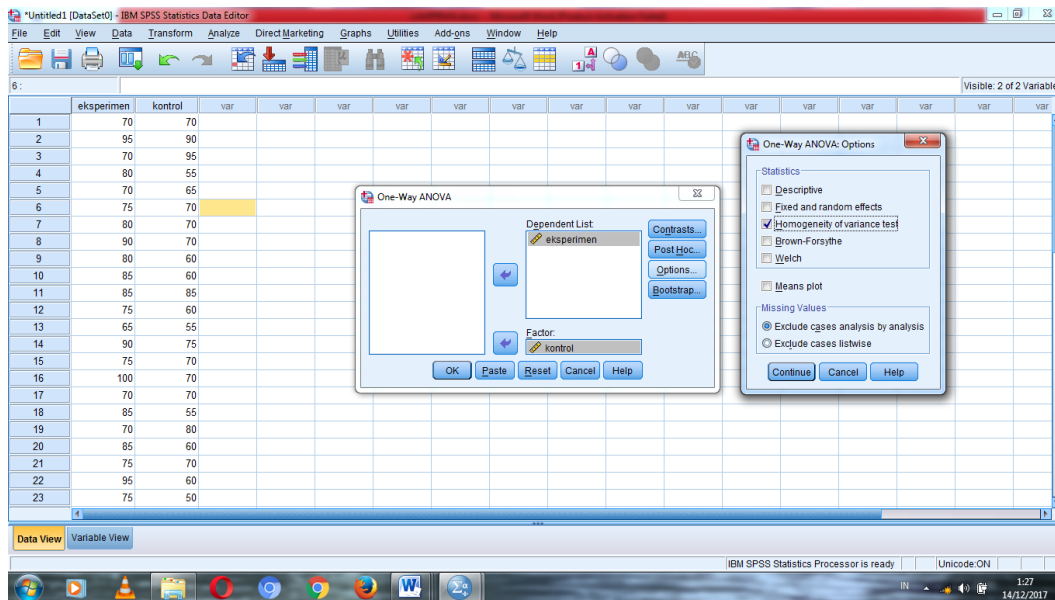 *Untitled1 [DataSet0] - IBM SPSS Statistics Data Editor
File Edit View Data Transform Analyze Direct Marketing Graphs Utilities Add-ons Window Help
6 :
Visible: 2 of 2 Variable
eksperimen kontrol var var var var var var var var var var var var var var
1 70 70
2 95 90
3 70 95
4 80 55
5 70 65
6 75 70
7 80 70
8 90 70
9 80 60
10 85 60
11 85 85
12 75 60
13 65 55
14 90 75
15 75 70
16 100 70
17 70 70
18 85 55
19 70 80
20 85 60
21 75 70
22 95 60
23 75 50
One-Way ANOVA
Dependent List:
eksperimen
Contrasts...
Post Hoc...
Options...
Bootstrap...
Factor:
kontrol
OK Paste Reset Cancel Help
One-Way ANOVA: Options
Statistics
Descriptive
Fixed and random effects
Homogeneity of variance test
Brown-Forsythe
Welch
Means plot
Missing Values
Exclude cases analysis by analysis
Exclude cases listwise
Continue Cancel Help
Data View Variable View
IBM SPSS Statistics Processor is ready Unicode:ON
IN 1:27
14/12/2017